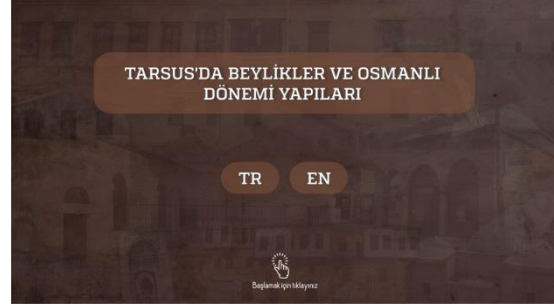 TARSUS'DA BEYLİKLER VE OSMANLI
DÖNEMİ YAPILARI
TR EN
Başlamak için tıklayınız